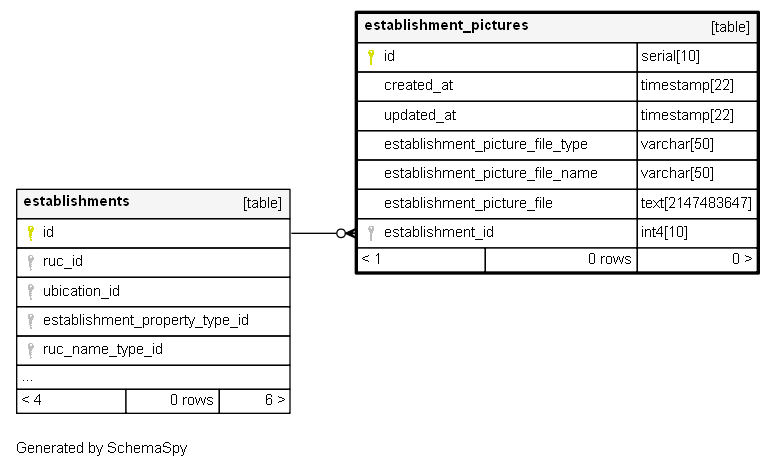 establishment_pictures [table]
id serial[10]
created_at timestamp[22]
updated_at timestamp[22]
establishment_picture_file_type varchar[50]
establishment_picture_file_name varchar[50]
establishment_picture_file text[2147483647]
establishment_id int4[10]
< 1 0 rows 0 >
establishments [table]
id
ruc_id
ubication_id
establishment_property_type_id
ruc_name_type_id
...
< 4 0 rows 6 >
Generated by SchemaSpy